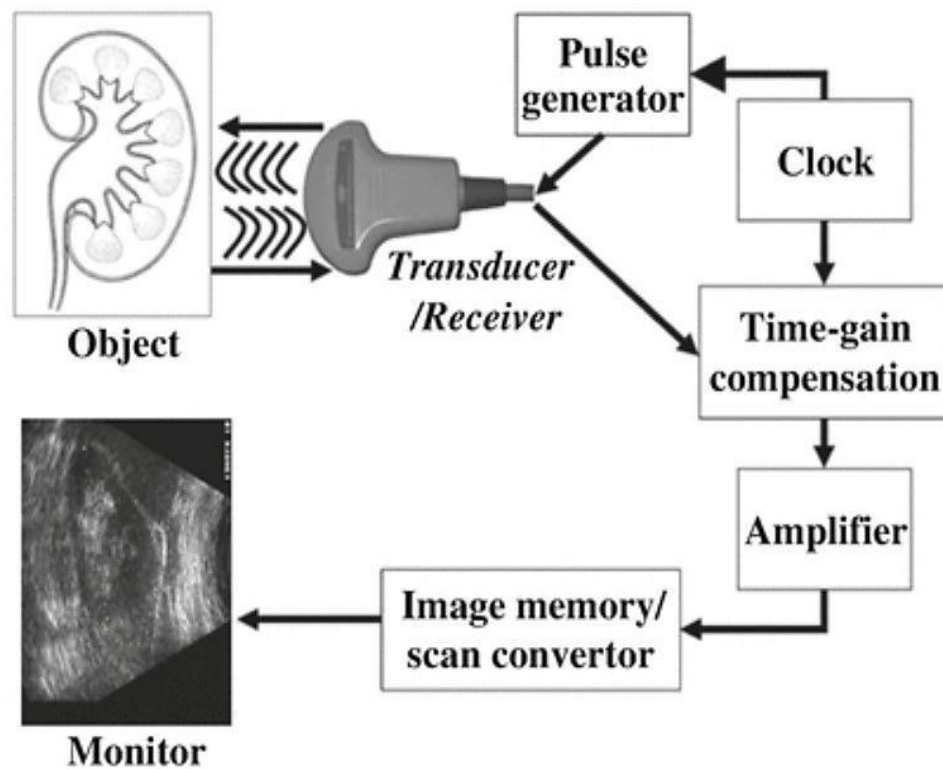 Pulse
generator
Clock
Transducer
/Receiver
Object
Time-gain
compensation
Amplifier
Image memory/
scan convertor
Monitor